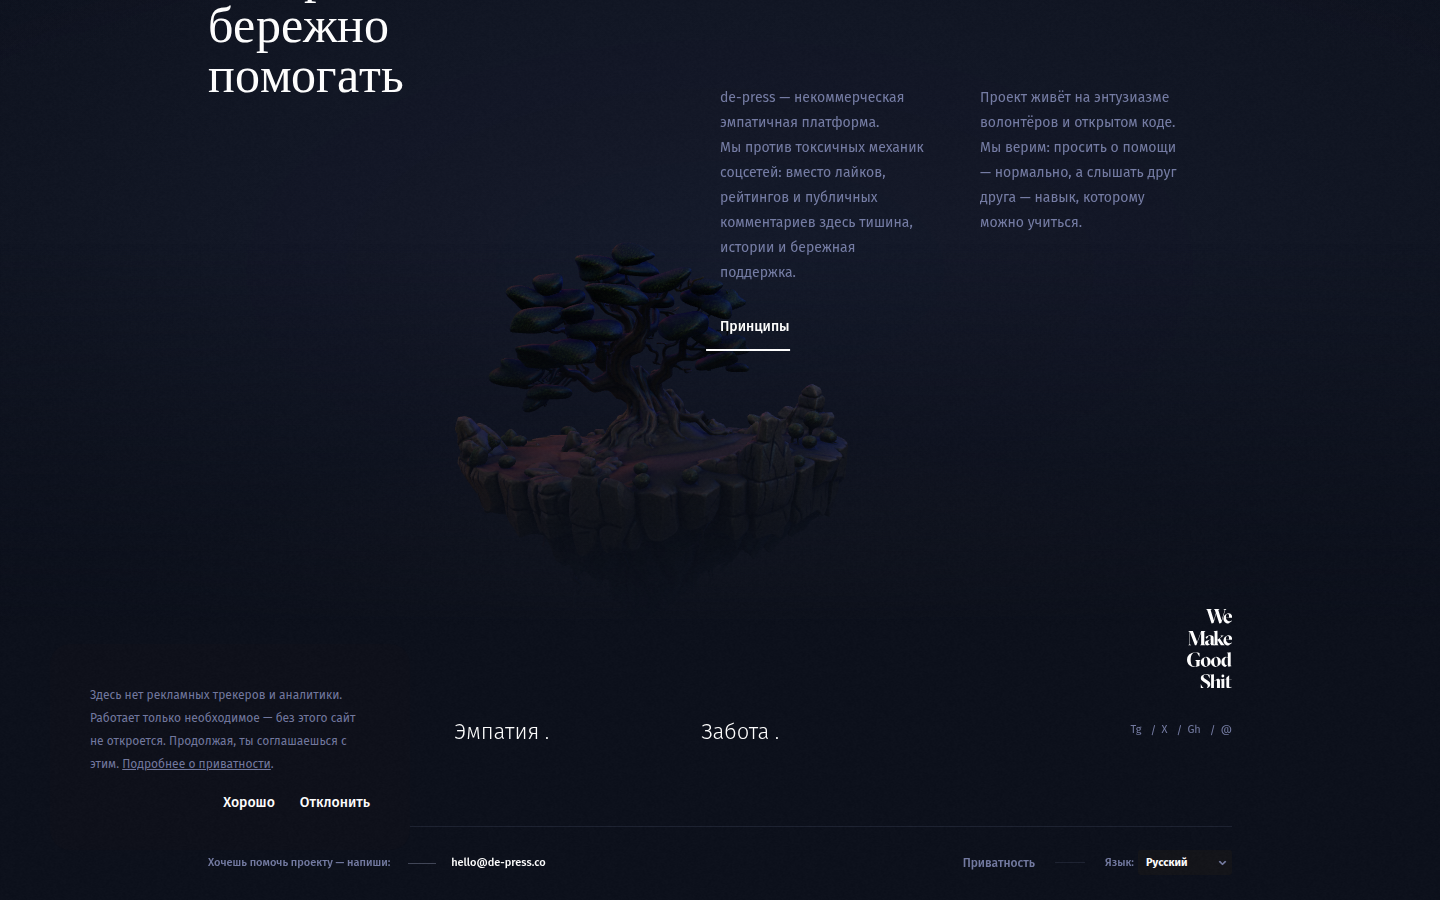 бережно
помогать
de-press — некоммерческая
эмпатичная платформа.
Мы против токсичных механик
соцсетей: вместо лайков,
рейтингов и публичных
комментариев здесь тишина,
истории и бережная
поддержка.
Проект живёт на энтузиазме
волонтёров и открытом коде.
Мы верим: просить о помощи
— нормально, а слышать друг
друга — навык, которому
можно учиться.
Принципы
We
Make
Good
Shit
Здесь нет рекламных трекеров и аналитики.
Работает только необходимое — без этого сайт
не откроется. Продолжая, ты соглашаешься с
этим. Подробнее о приватности.
Хорошо Отклонить
Эмпатия .
Забота .
Tg / X / Gh / @
Хочешь помочь проекту — напиши: hello@de-press.co
Приватность
Язык: Русский